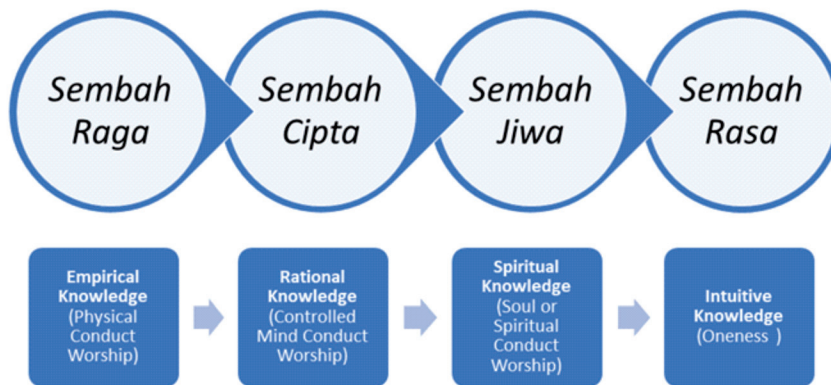 Sembah
Raga
Sembah
Cipta
Sembah
Jiwa
Sembah
Rasa
Empirical
Knowledge
(Physical
Conduct
Worship)
Rational
Knowledge
(Controlled
Mind Conduct
Worship)
Spiritual
Knowledge
(Soul or
Spiritual
Conduct
Worship)
Intuitive
Knowledge
(Oneness )